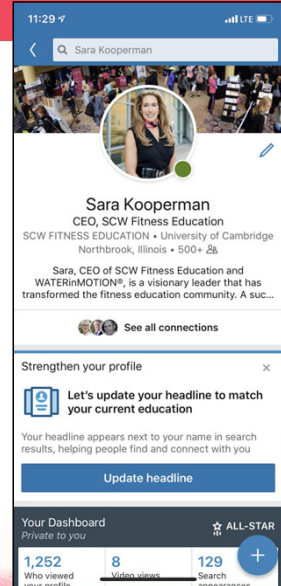 11:29
LTE
Sara Kooperman
Sara Kooperman
CEO, SCW Fitness Education
SCW FITNESS EDUCATION • University of Cambridge
Northbrook, Illinois • 500+
Sara, CEO of SCW Fitness Education and
WATERinMOTION®, is a visionary leader that has
transformed the fitness education community. A suc...
See all connections
Strengthen your profile
Let's update your headline to match
your current education
Your headline appears next to your name in search
results, helping people find and connect with you
Update headline
Your Dashboard
Private to you
ALL-STAR
1,252
8
129
Who viewed
Video views
Search
your profile
appearances